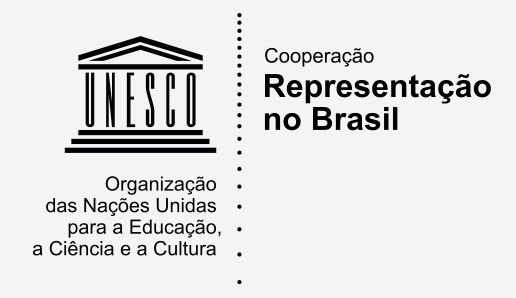 UNESCO
Organização
das Nações Unidas
para a Educação,
a Ciência e a Cultura
Cooperação
Representação
no Brasil